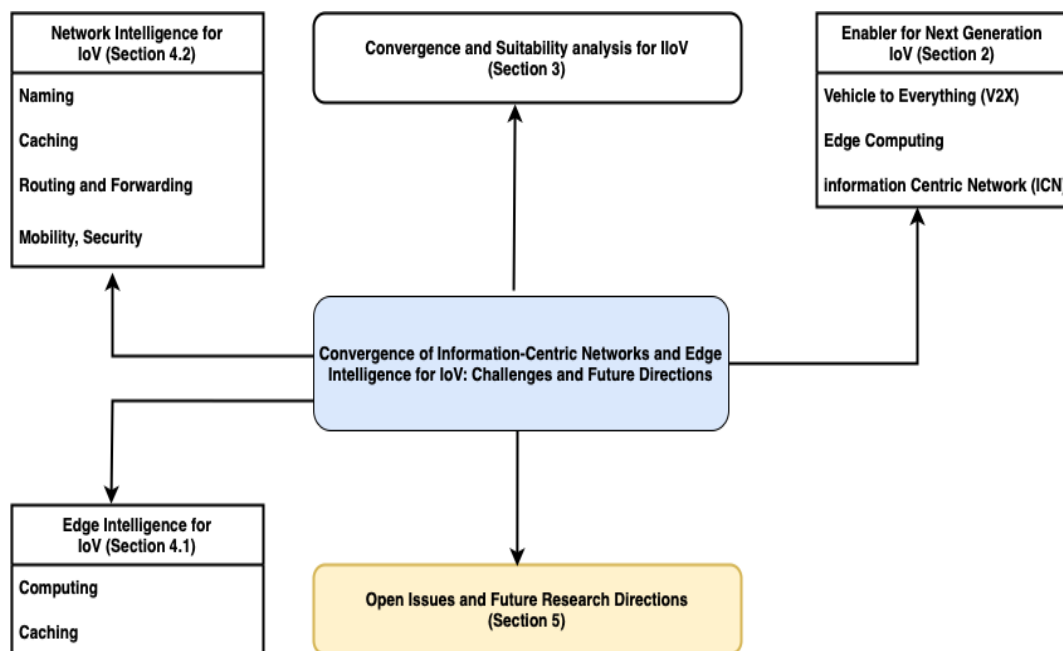 Network Intelligence for
IoV (Section 4.2)
Naming
Caching
Routing and Forwarding
Mobility, Security
Convergence and Suitability analysis for IIoV
(Section 3)
Enabler for Next Generation
IoV (Section 2)
Vehicle to Everything (V2X)
Edge Computing
information Centric Network (ICN)
Convergence of Information-Centric Networks and Edge
Intelligence for IoV: Challenges and Future Directions
Edge Intelligence for
IoV (Section 4.1)
Computing
Caching
Open Issues and Future Research Directions
(Section 5)